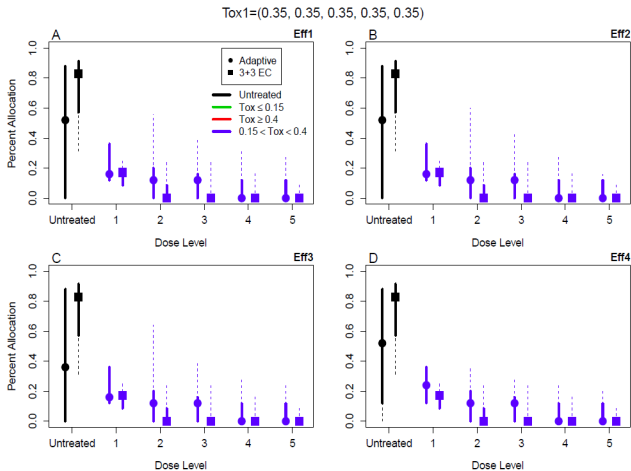 Tox1=(0.35, 0.35, 0.35, 0.35, 0.35)
A Eff1
Percent Allocation
1.0
0.8
0.6
0.4
0.2
0.0
Adaptive
3+3 EC
Untreated
Tox ≤ 0.15
Tox ≥ 0.4
0.15 < Tox < 0.4
Untreated 1 2 3 4 5
Dose Level
B Eff2
1.0
0.8
0.6
0.4
0.2
0.0
Untreated 1 2 3 4 5
Dose Level
C Eff3
Percent Allocation
1.0
0.8
0.6
0.4
0.2
0.0
Untreated 1 2 3 4 5
Dose Level
D Eff4
1.0
0.8
0.6
0.4
0.2
0.0
Untreated 1 2 3 4 5
Dose Level